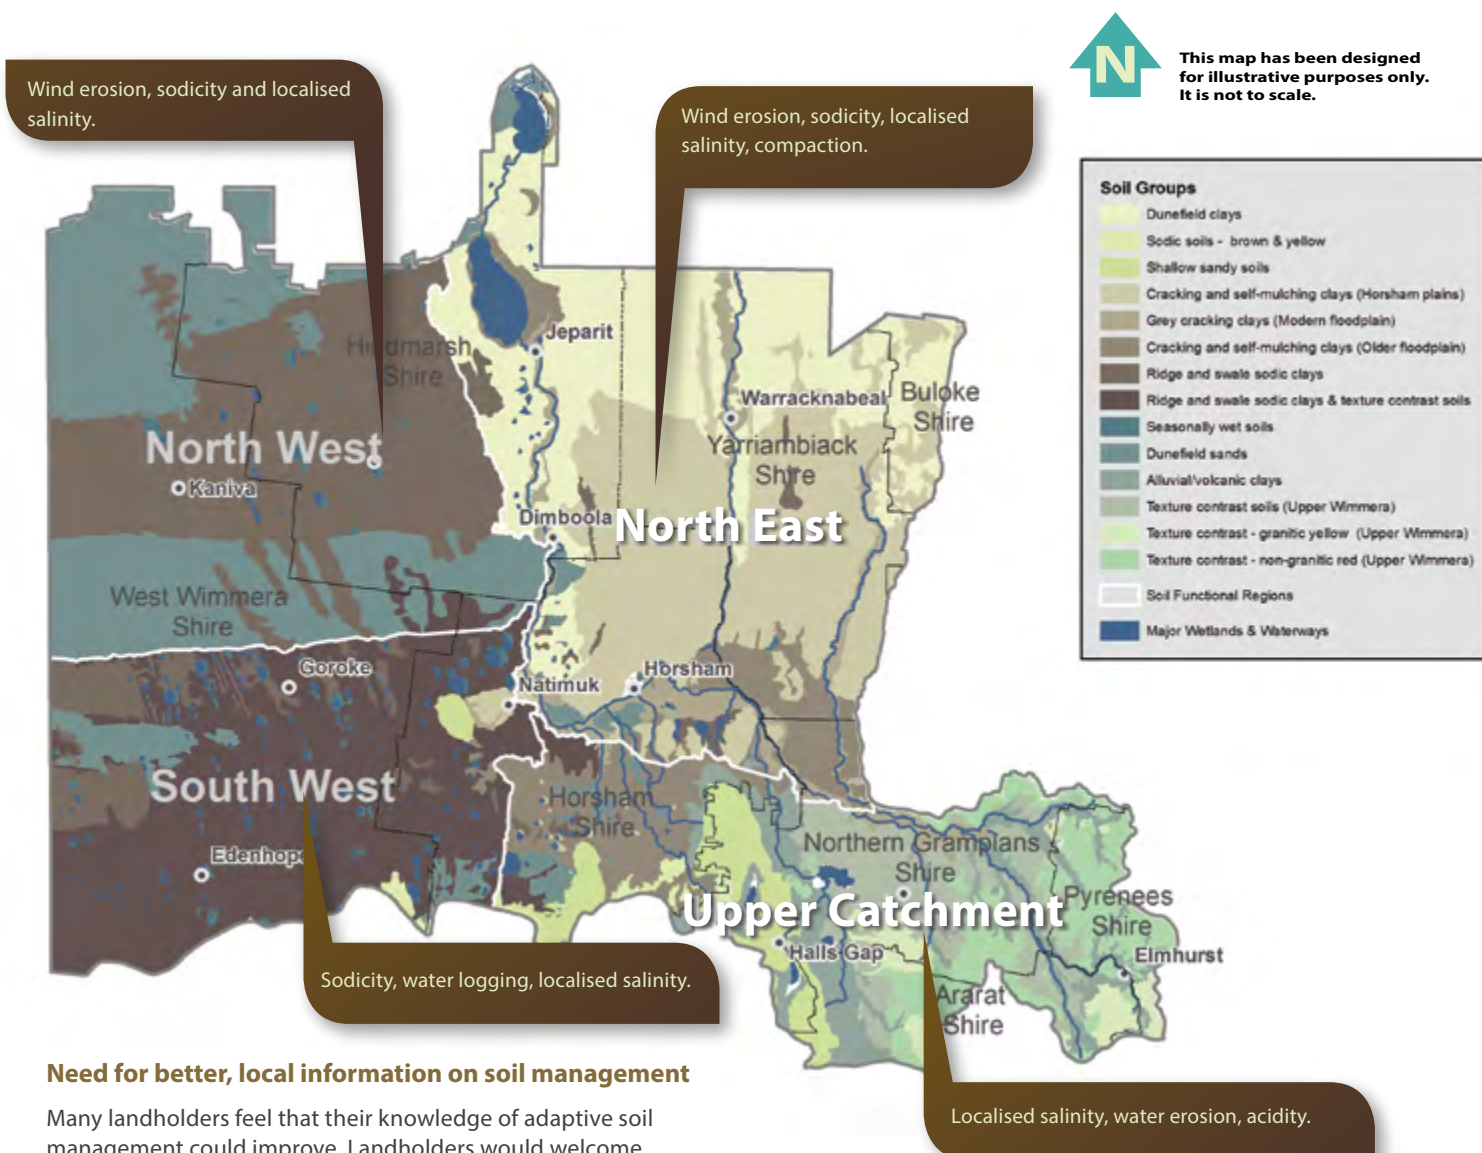 N
This map has been designed
for illustrative purposes only.
It is not to scale.
Wind erosion, sodicity and localised
salinity.
Wind erosion, sodicity, localised
salinity, compaction.
Soil Groups
Dunefield clays
Sodic soils - brown & yellow
Shallow sandy soils
Cracking and self-mulching clays (Horsham plains)
Grey cracking clays (Modern floodplain)
Cracking and self-mulching clays (Older floodplain)
Ridge and swale sodic clays
Ridge and swale sodic clays & texture contrast soils
Seasonally wet soils
Dunefield sands
Alluvial/volcanic clays
Texture contrast soils (Upper Wimmera)
Texture contrast - granitic yellow (Upper Wimmera)
Texture contrast - non-granitic red (Upper Wimmera)
Soil Functional Regions
Major Wetlands & Waterways
Jeparit
Hindmarsh
Shire
Warracknabeal
Buloke
Shire
Yarriambiack
Shire
North West
Kaniva
Dimboola
North East
West Wimmera
Shire
Goroke
Natimuk
Horsham
South West
Horsham
Shire
Edenhope
Northern Grampians
Shire
Upper Catchment
Pyrenees
Shire
Halls Gap
Elmhurst
Ararat
Shire
Sodicity, water logging, localised salinity.
Localised salinity, water erosion, acidity.
Need for better, local information on soil management
Many landholders feel that their knowledge of adaptive soil
management could improve. Landholders would welcome